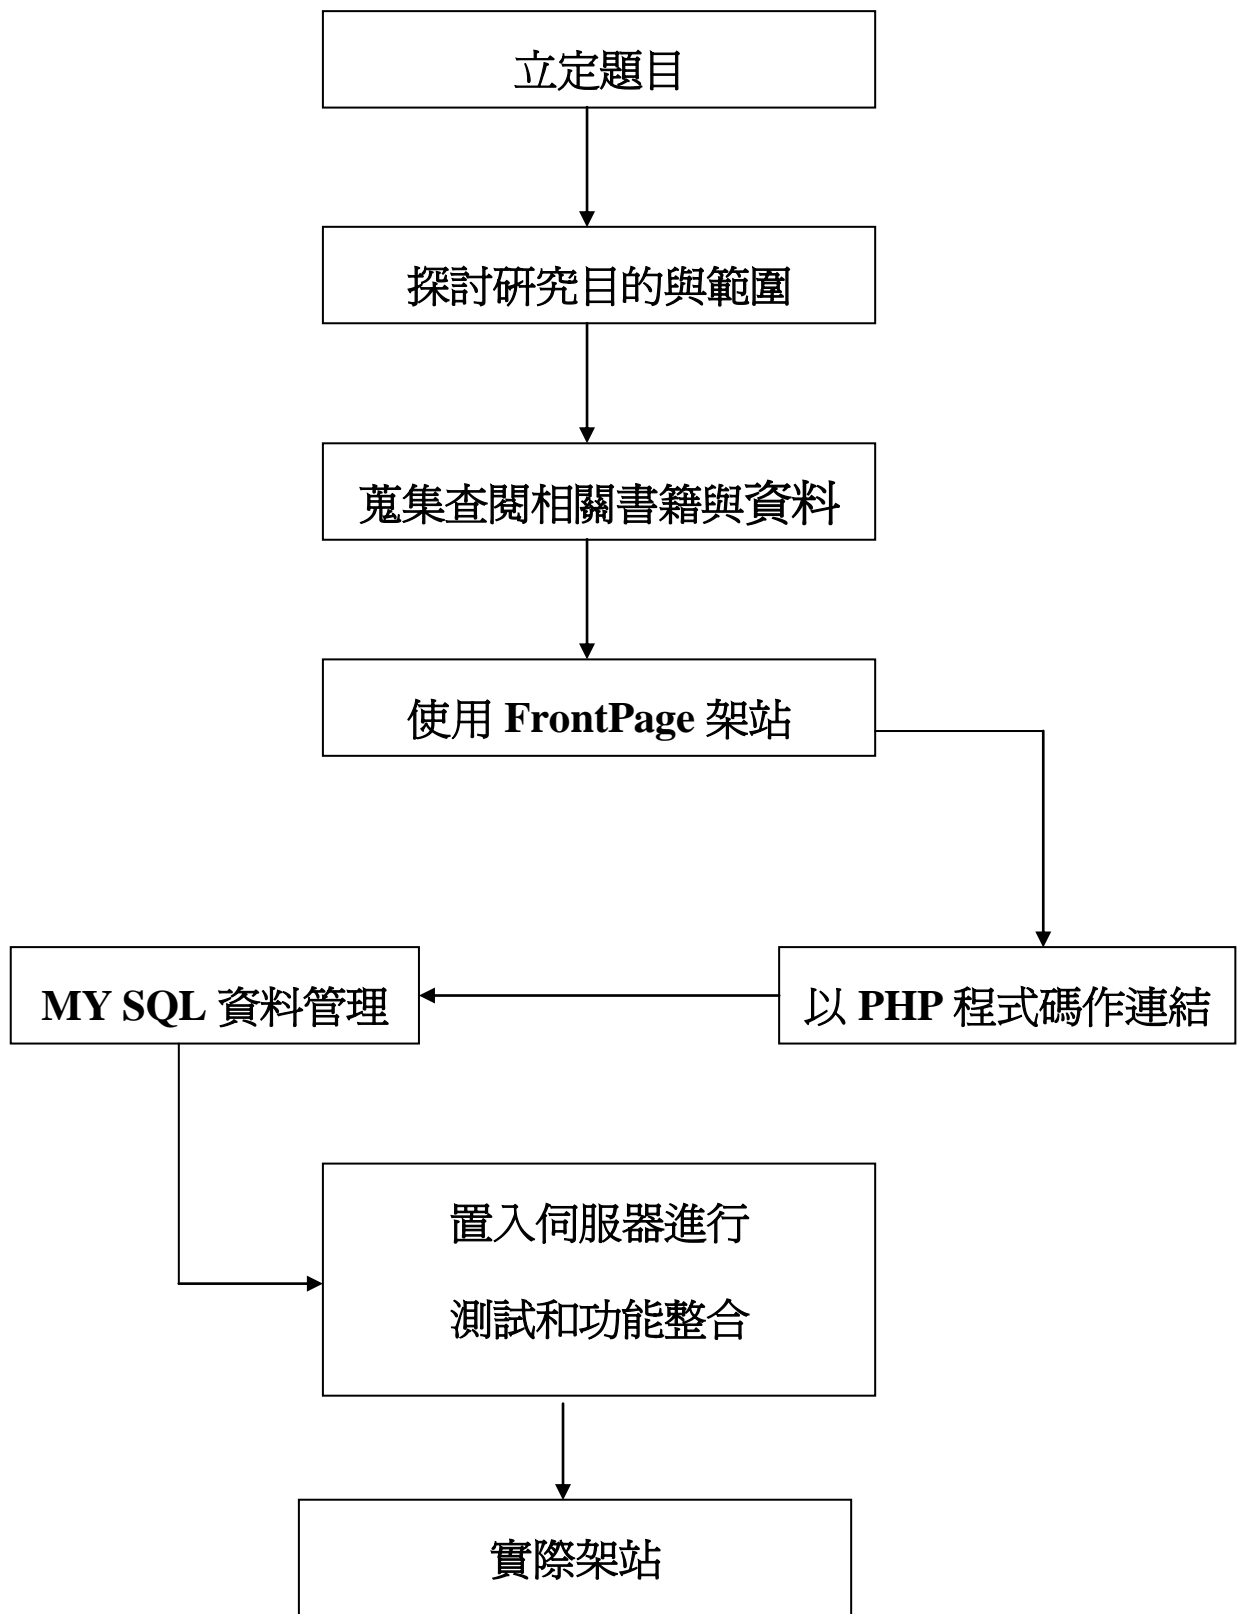 立定題目
探討研究目的與範圍
蒐集查閱相關書籍與資料
使用 FrontPage 架站
以 PHP 程式碼作連結
MY SQL 資料管理
置入伺服器進行
測試和功能整合
實際架站